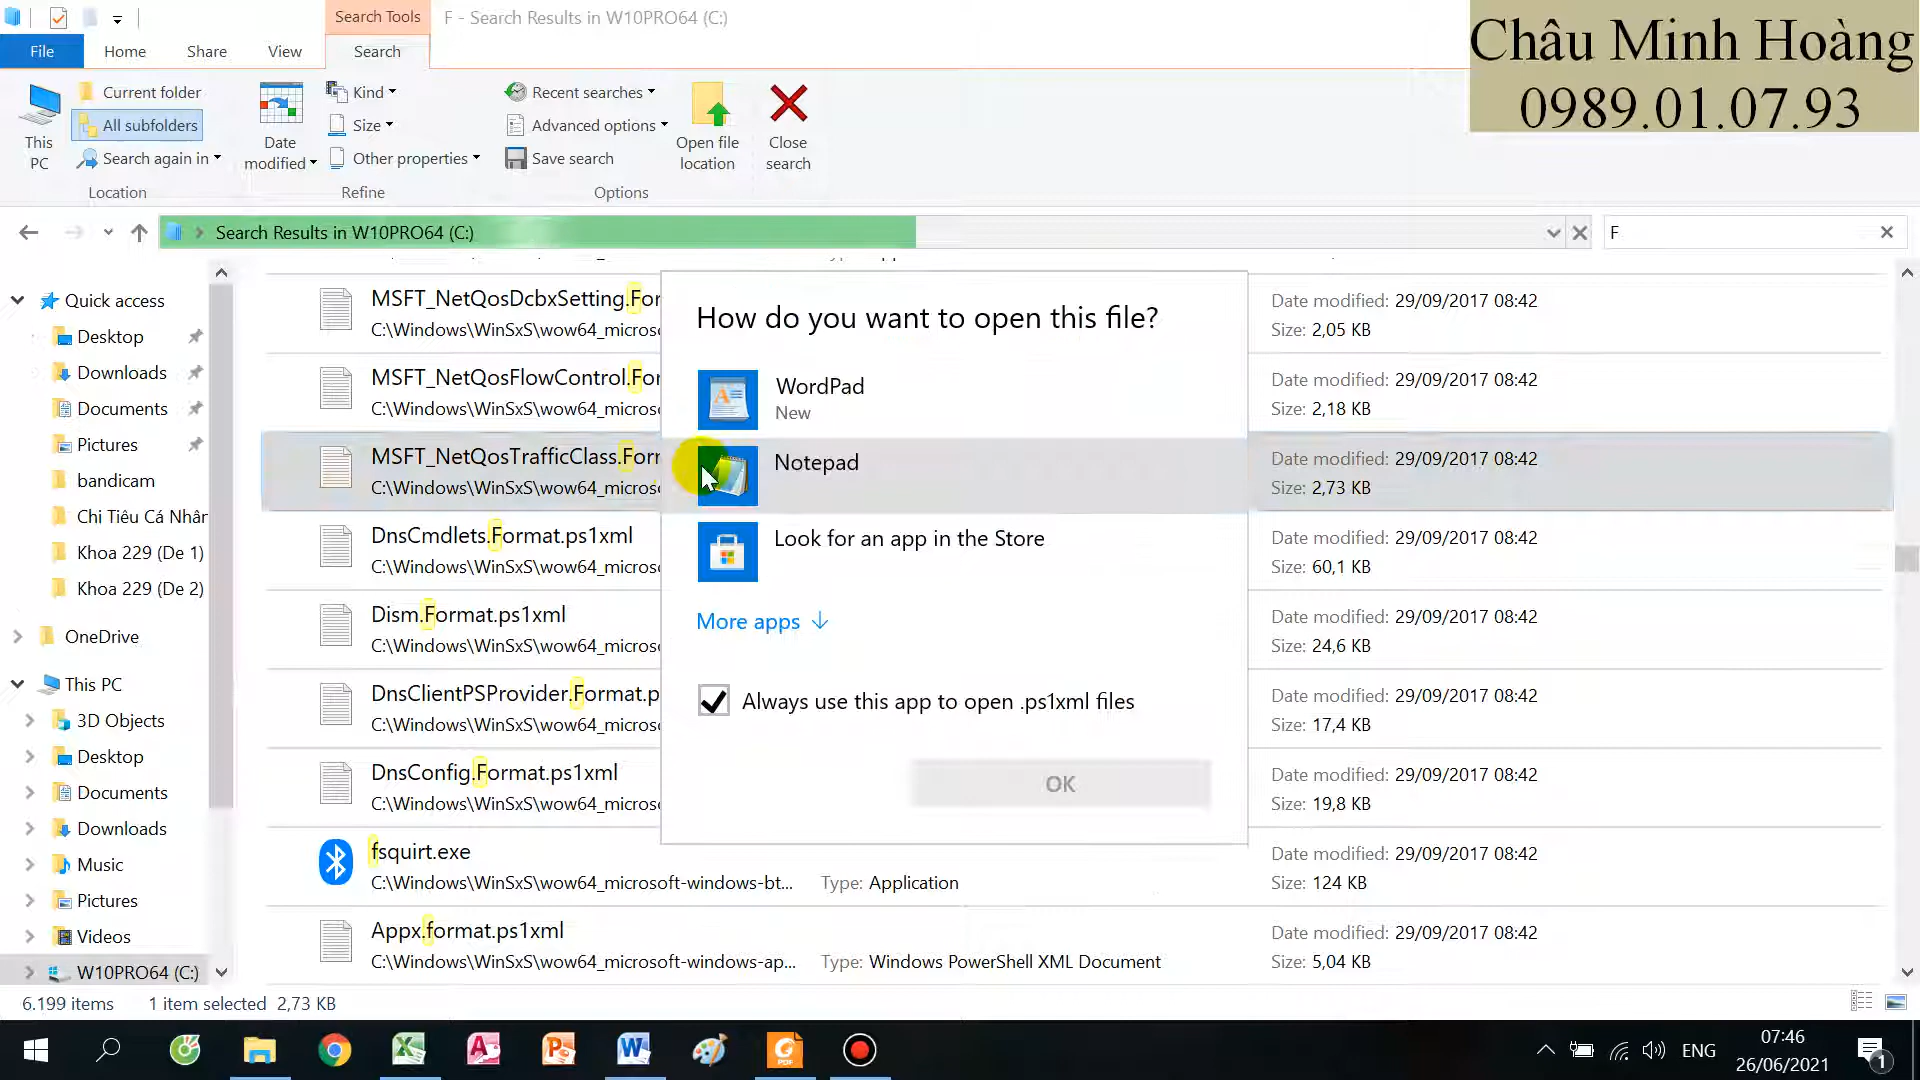 Search Tools
F - Search Results in W10PRO64 (C:)
Châu Minh Hoàng
0989.01.07.93
File
Home
Share
View
Search
This PC
Current folder
All subfolders
Search again in
Location
Date modified
Kind
Size
Other properties
Refine
Recent searches
Advanced options
Save search
Options
Open file location
Close search
Search Results in W10PRO64 (C:)
F
Quick access
Desktop
Downloads
Documents
Pictures
bandicam
Chi Tiêu Cá Nhân
Khoa 229 (De 1)
Khoa 229 (De 2)
OneDrive
This PC
3D Objects
Desktop
Documents
Downloads
Music
Pictures
Videos
W10PRO64 (C:)
MSFT_NetQosDcbxSetting.For
C:\Windows\WinSxS\wow64_micros
Date modified: 29/09/2017 08:42
Size: 2,05 KB
MSFT_NetQosFlowControl.For
C:\Windows\WinSxS\wow64_micros
Date modified: 29/09/2017 08:42
Size: 2,18 KB
MSFT_NetQosTrafficClass.Form
C:\Windows\WinSxS\wow64_micros
Date modified: 29/09/2017 08:42
Size: 2,73 KB
DnsCmdlets.Format.ps1xml
C:\Windows\WinSxS\wow64_micros
Date modified: 29/09/2017 08:42
Size: 60,1 KB
Dism.Format.ps1xml
C:\Windows\WinSxS\wow64_micros
Date modified: 29/09/2017 08:42
Size: 24,6 KB
DnsClientPSProvider.Format.p
C:\Windows\WinSxS\wow64_micros
Date modified: 29/09/2017 08:42
Size: 17,4 KB
DnsConfig.Format.ps1xml
C:\Windows\WinSxS\wow64_micros
Date modified: 29/09/2017 08:42
Size: 19,8 KB
fsquirt.exe
C:\Windows\WinSxS\wow64_microsoft-windows-bt...
Type: Application
Date modified: 29/09/2017 08:42
Size: 124 KB
Appx.format.ps1xml
C:\Windows\WinSxS\wow64_microsoft-windows-ap...
Type: Windows PowerShell XML Document
Date modified: 29/09/2017 08:42
Size: 5,04 KB
How do you want to open this file?
WordPad
New
Notepad
Look for an app in the Store
More apps
Always use this app to open .ps1xml files
OK
6.199 items
1 item selected 2,73 KB
ENG
07:46
26/06/2021
1